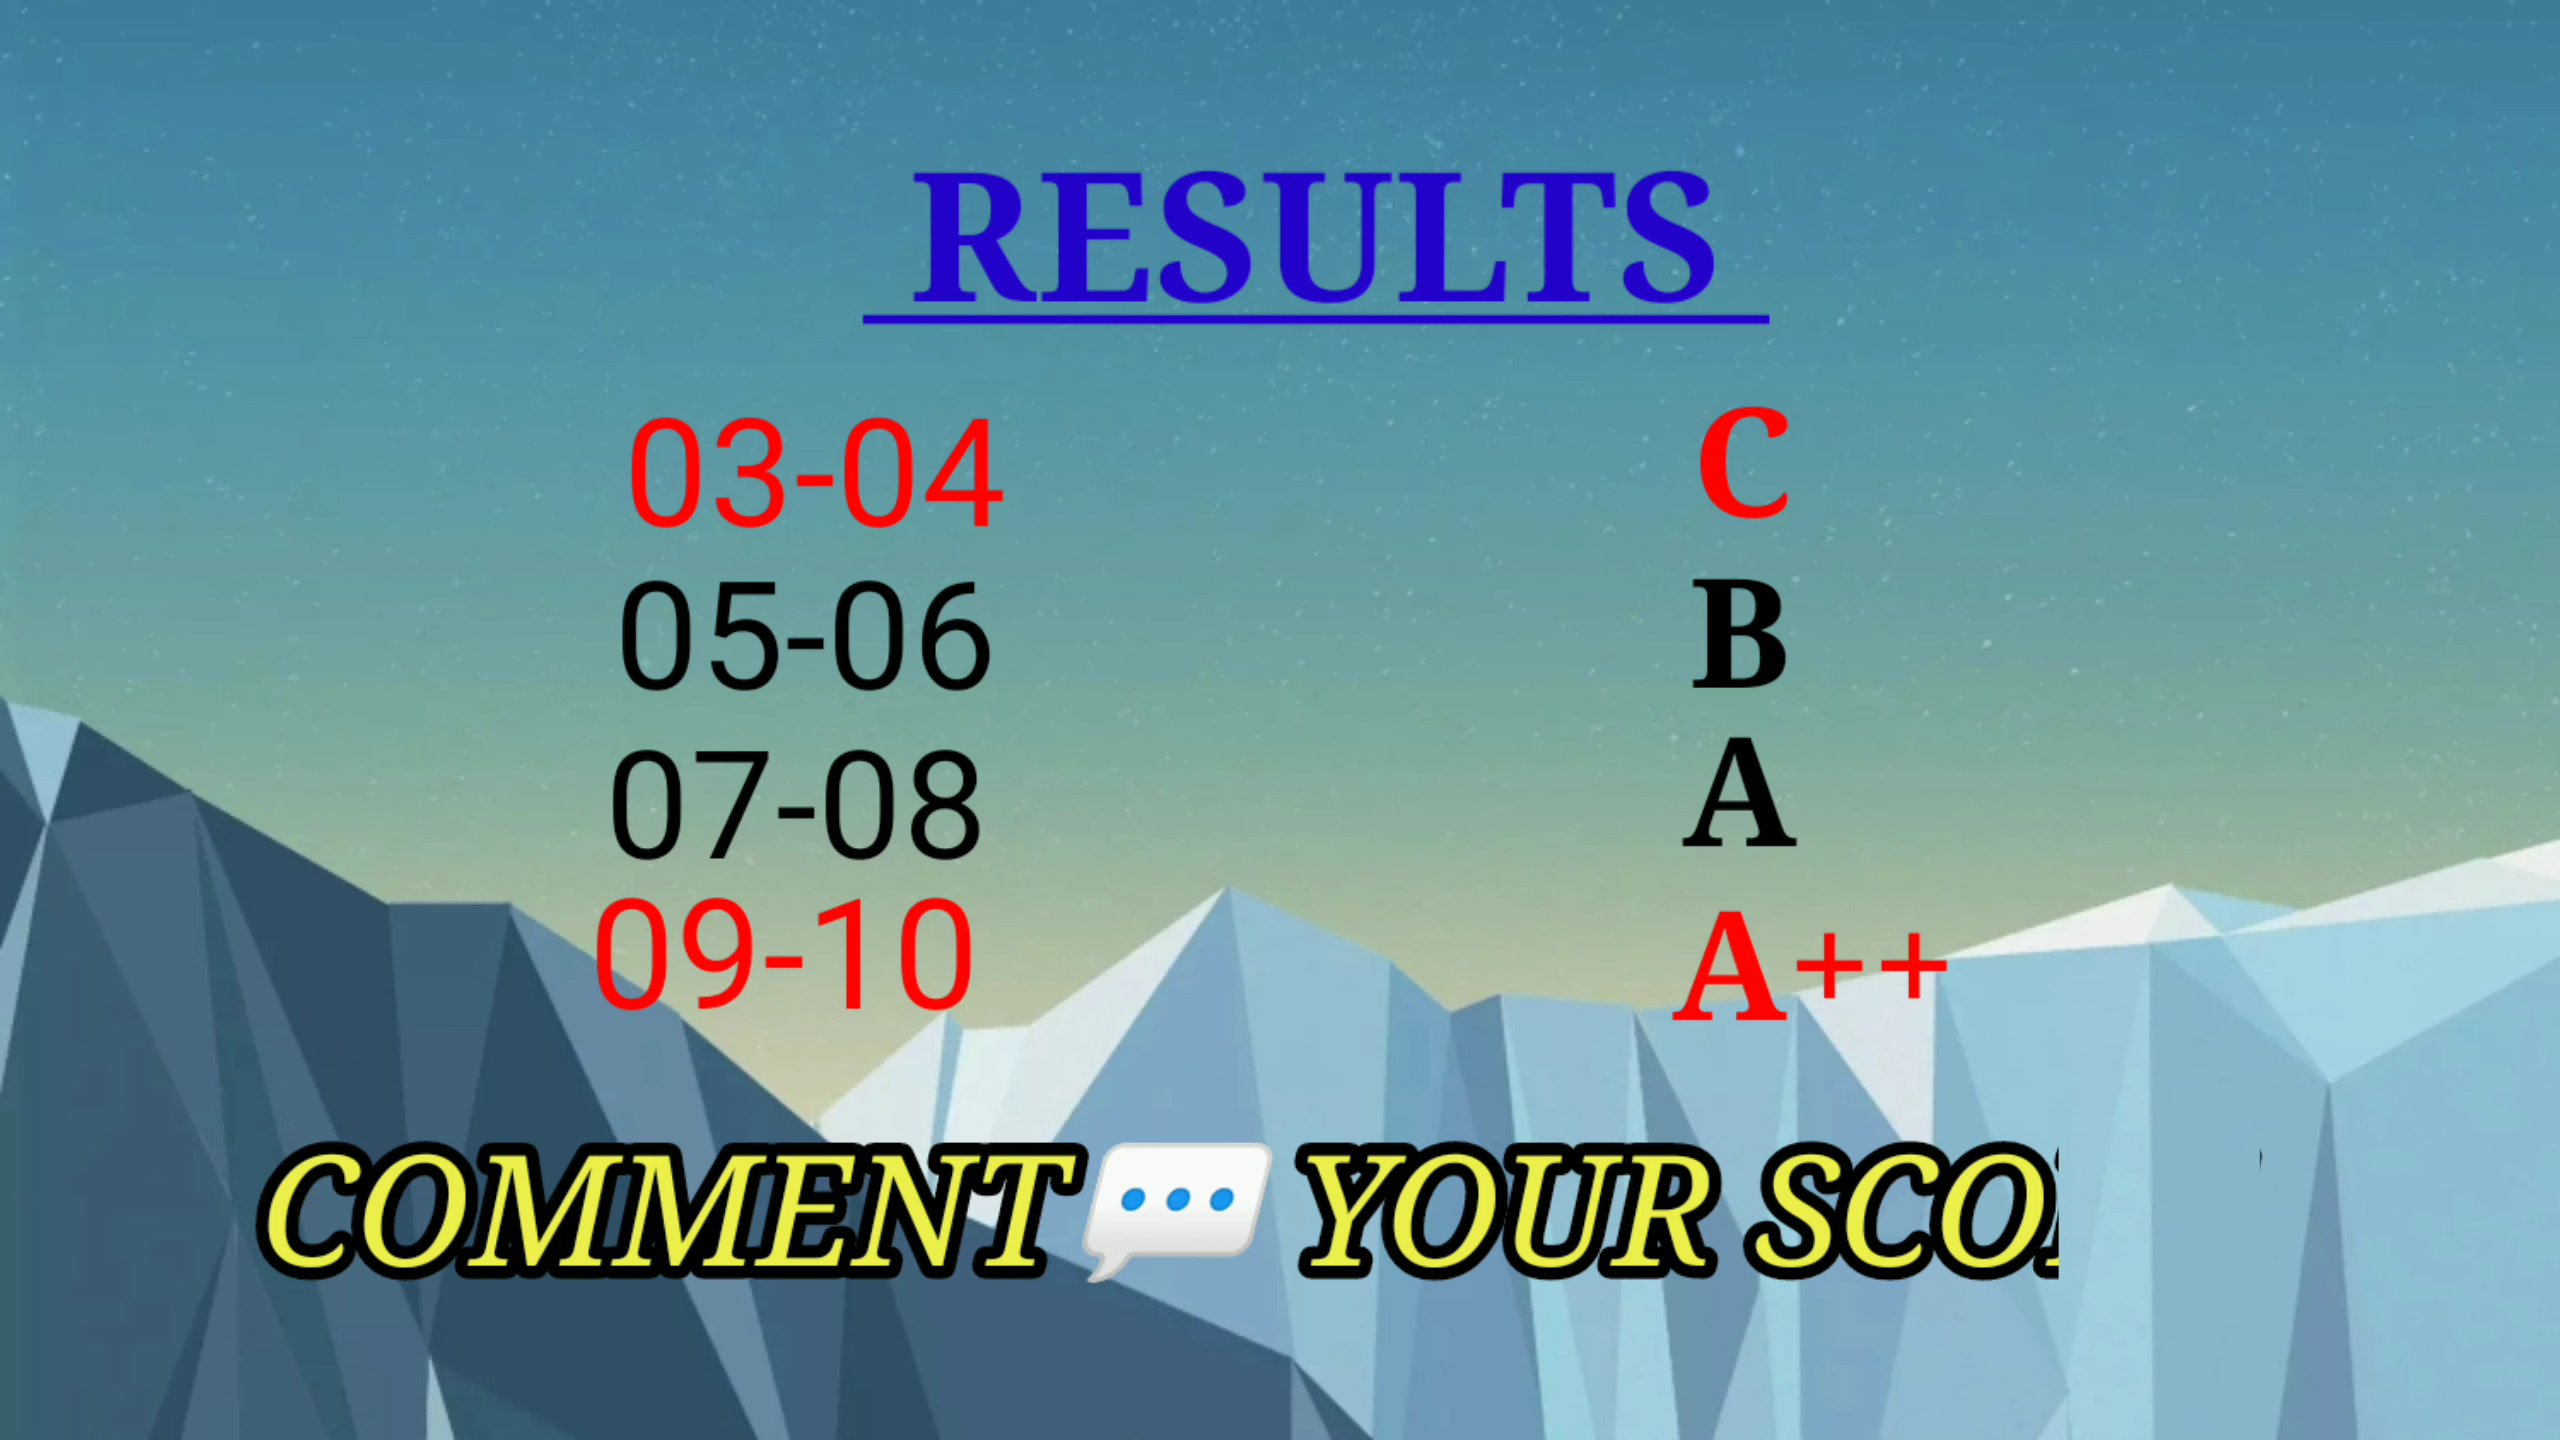 RESULTS
03-04 C
05-06 B
07-08 A
09-10 A++
COMMENT💬 YOUR